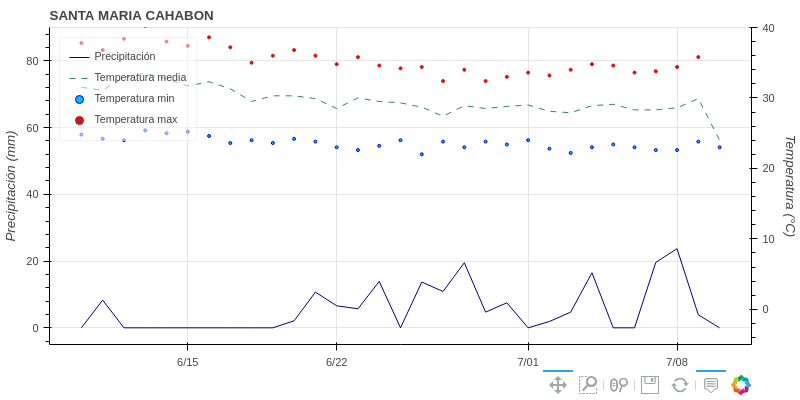 SANTA MARIA CAHABON
Precipitación
Temperatura media
Temperatura min
Temperatura max
Precipitación (mm)
80
60
40
20
0
Temperatura (°C)
40
30
20
10
0
6/15
6/22
7/01
7/08